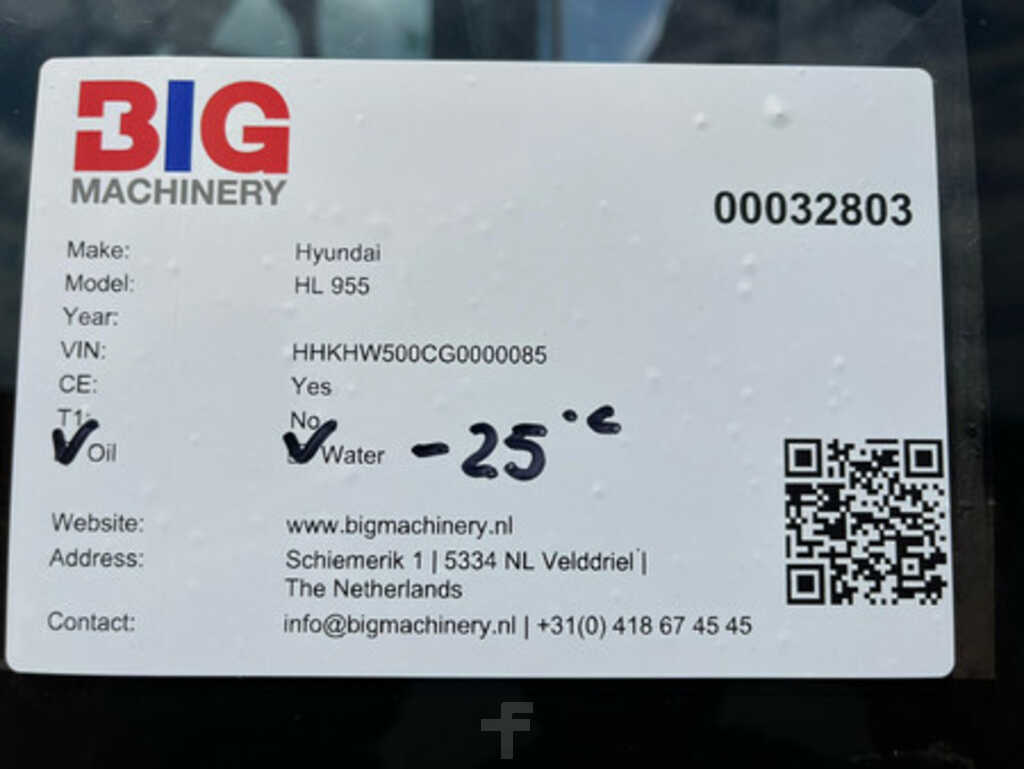 BIG
MACHINERY
00032803
Make: Hyundai
Model: HL 955
Year:
VIN: HHKHW500CG0000085
CE: Yes
T1: No
✓ Oil ✓ Water -25°C
Website: www.bigmachinery.nl
Address: Schiemerik 1 | 5334 NL Velddriel |
The Netherlands
Contact: info@bigmachinery.nl | +31(0) 418 67 45 45